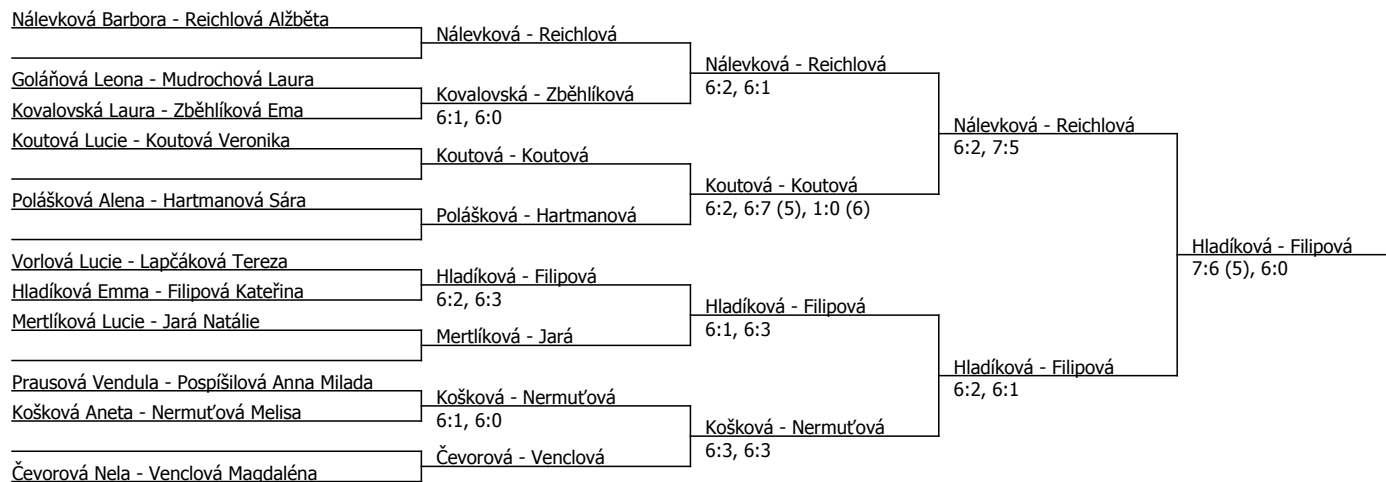 Nálevková Barbora - Reichlová Alžběta
Goláňová Leona - Mudrochová Laura
Kovalovská Laura - Zběhlíková Ema
Koutová Lucie - Koutová Veronika
Polášková Alena - Hartmanová Sára
Vorlová Lucie - Lapčáková Tereza
Hladíková Emma - Filipová Kateřina
Mertlíková Lucie - Jará Natálie
Prausová Vendula - Pospíšilová Anna Milada
Košková Aneta - Nermuťová Melisa
Čevorová Nela - Venclová Magdaléna
Nálevková - Reichlová
Kovalovská - Zběhlíková
6:1, 6:0
Koutová - Koutová
Polášková - Hartmanová
Hladíková - Filipová
6:2, 6:3
Mertlíková - Jará
Košková - Nermuťová
6:1, 6:0
Čevorová - Venclová
Nálevková - Reichlová
6:2, 6:1
Koutová - Koutová
6:2, 6:7 (5), 1:0 (6)
Hladíková - Filipová
6:1, 6:3
Košková - Nermuťová
6:3, 6:3
Nálevková - Reichlová
6:2, 7:5
Hladíková - Filipová
6:2, 6:1
Hladíková - Filipová
7:6 (5), 6:0